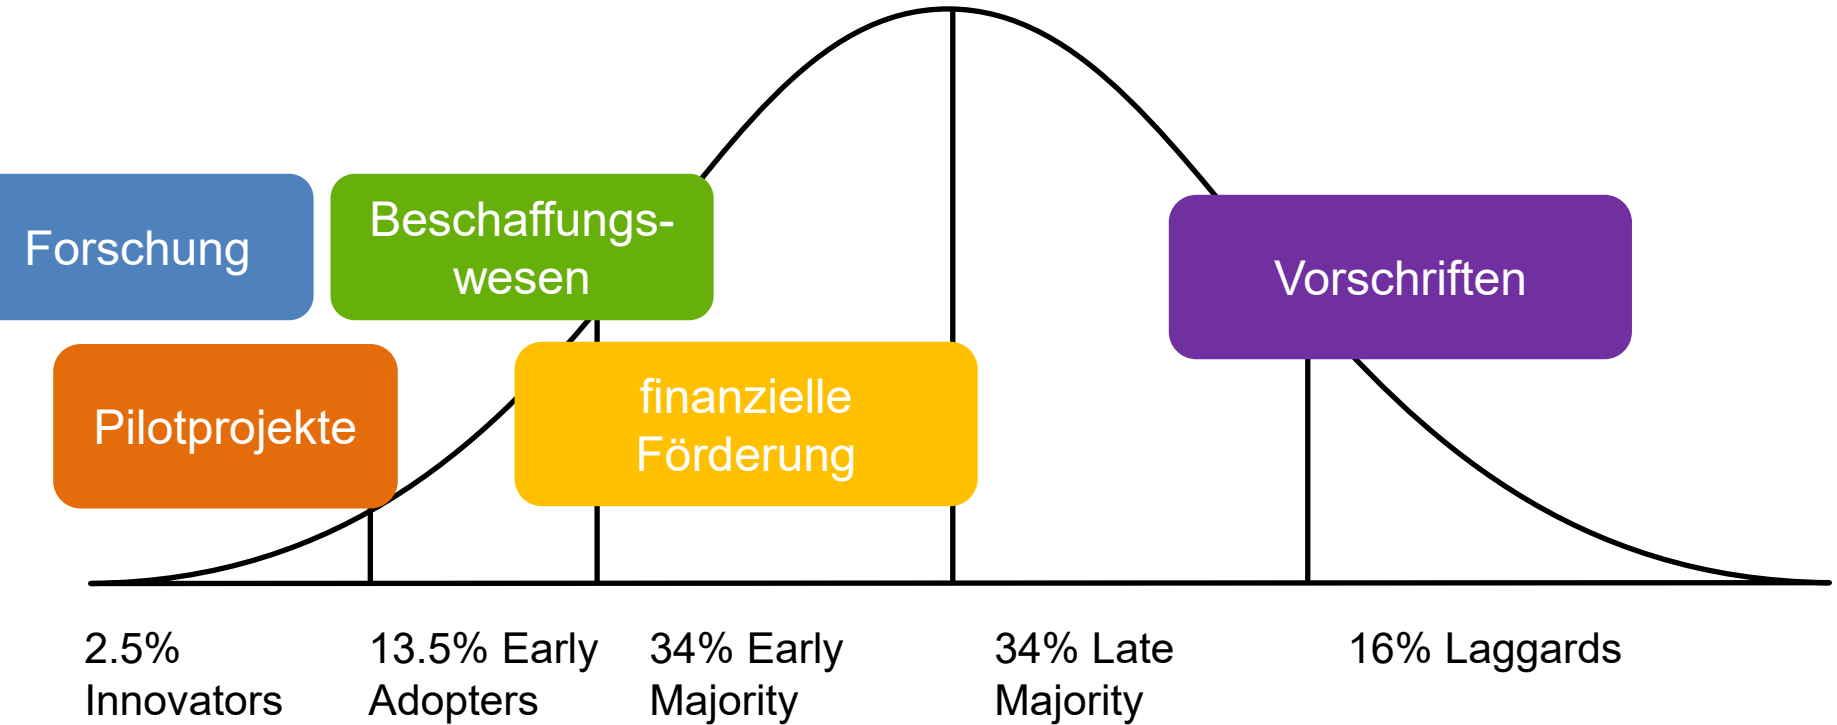 Forschung
Beschaffungs-
wesen
Vorschriften
Pilotprojekte
finanzielle
Förderung
2.5%
Innovators
13.5% Early
Adopters
34% Early
Majority
34% Late
Majority
16% Laggards